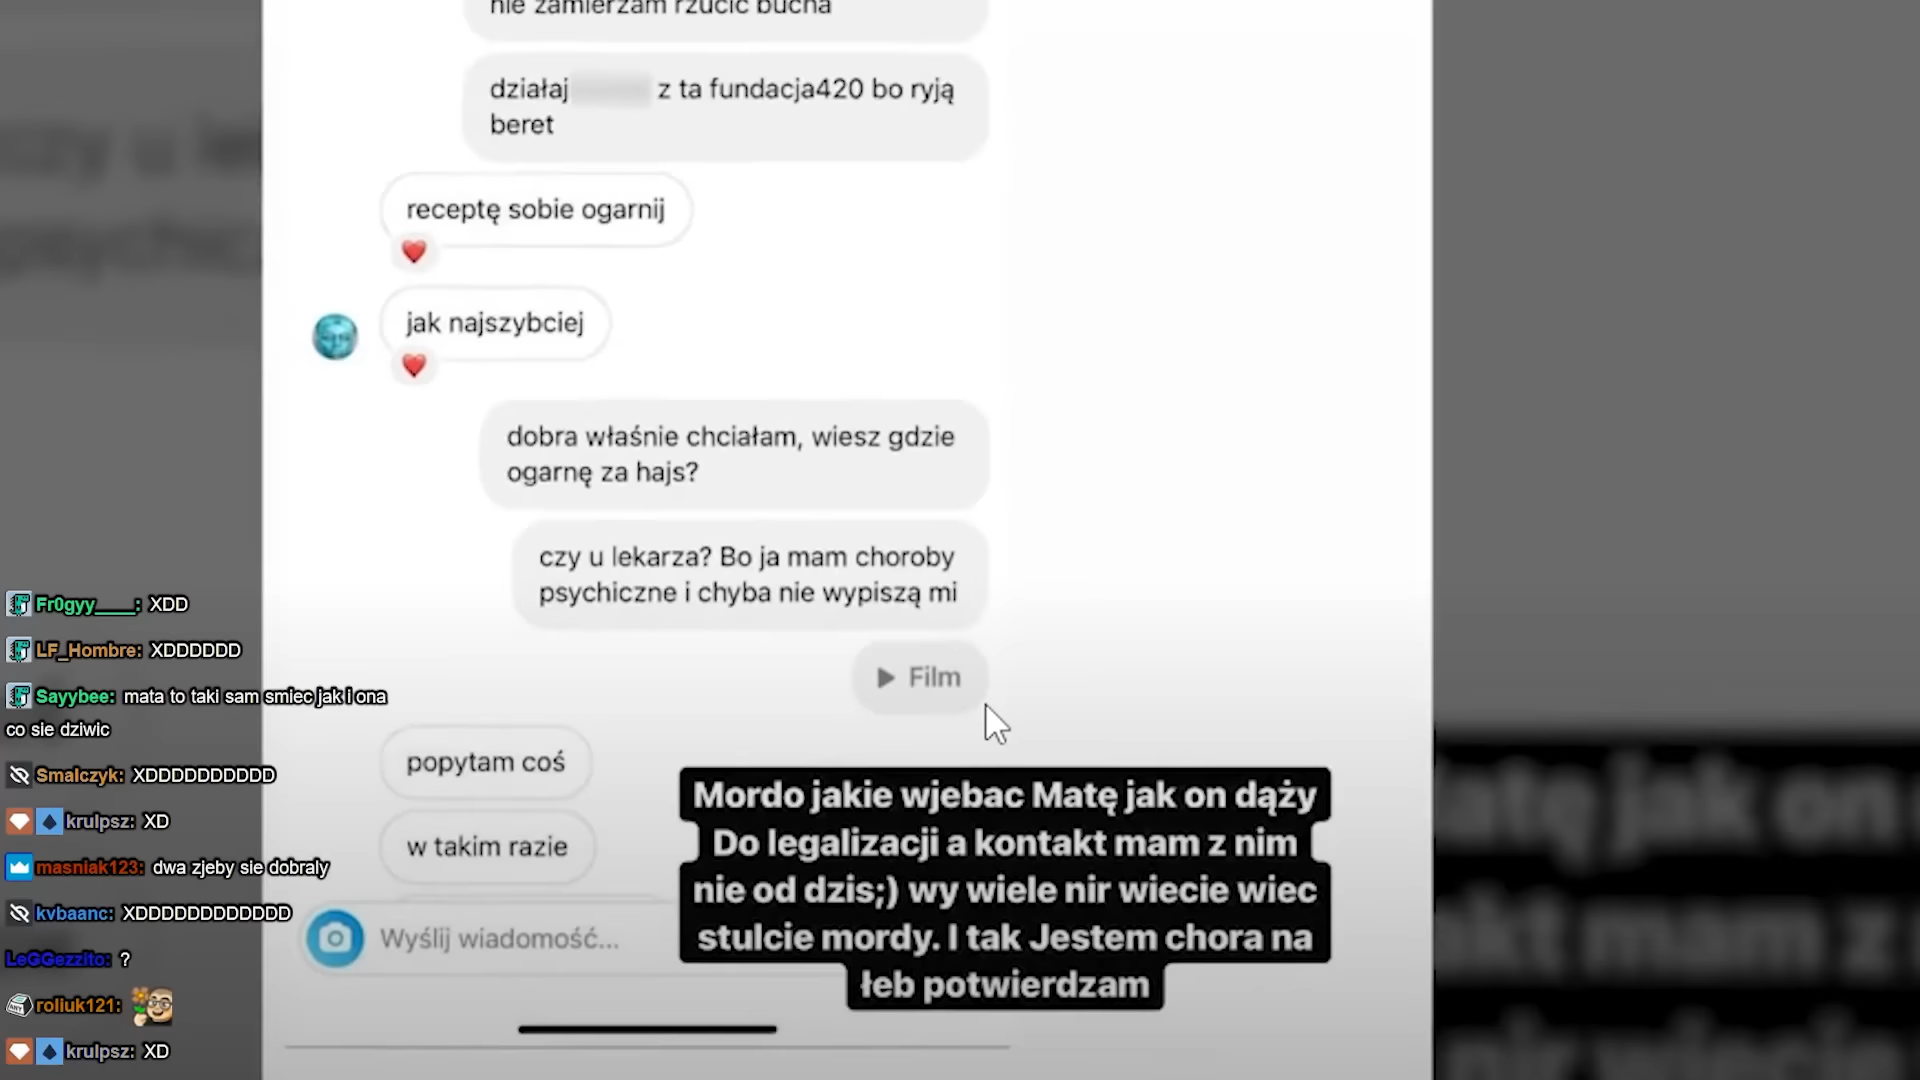 nie zamierzam rzucić bucha
działaj z ta fundacja420 bo ryją
beret
receptę sobie ogarnij
jak najszybciej
dobra właśnie chciałam, wiesz gdzie
ogarnę za hajs?
czy u lekarza? Bo ja mam choroby
psychiczne i chyba nie wypiszą mi
Film
popytam coś
w takim razie
Wyślij wiadomość...
Mordo jakie wjebac Matę jak on dąży
Do legalizacji a kontakt mam z nim
nie od dzis;) wy wiele nir wiecie wiec
stulcie mordy. I tak Jestem chora na
łeb potwierdzam
Fr0gyy____: XDD
LF_Hombre: XDDDDDD
Sayybee: mata to taki sam smiec jak i ona
co sie dziwic
Smalczyk: XDDDDDDDDDD
krulpsz: XD
masniak123: dwa zjeby sie dobraly
kvbaanc: XDDDDDDDDDDDD
LeGGezzito: ?
roliuk121:
krulpsz: XD